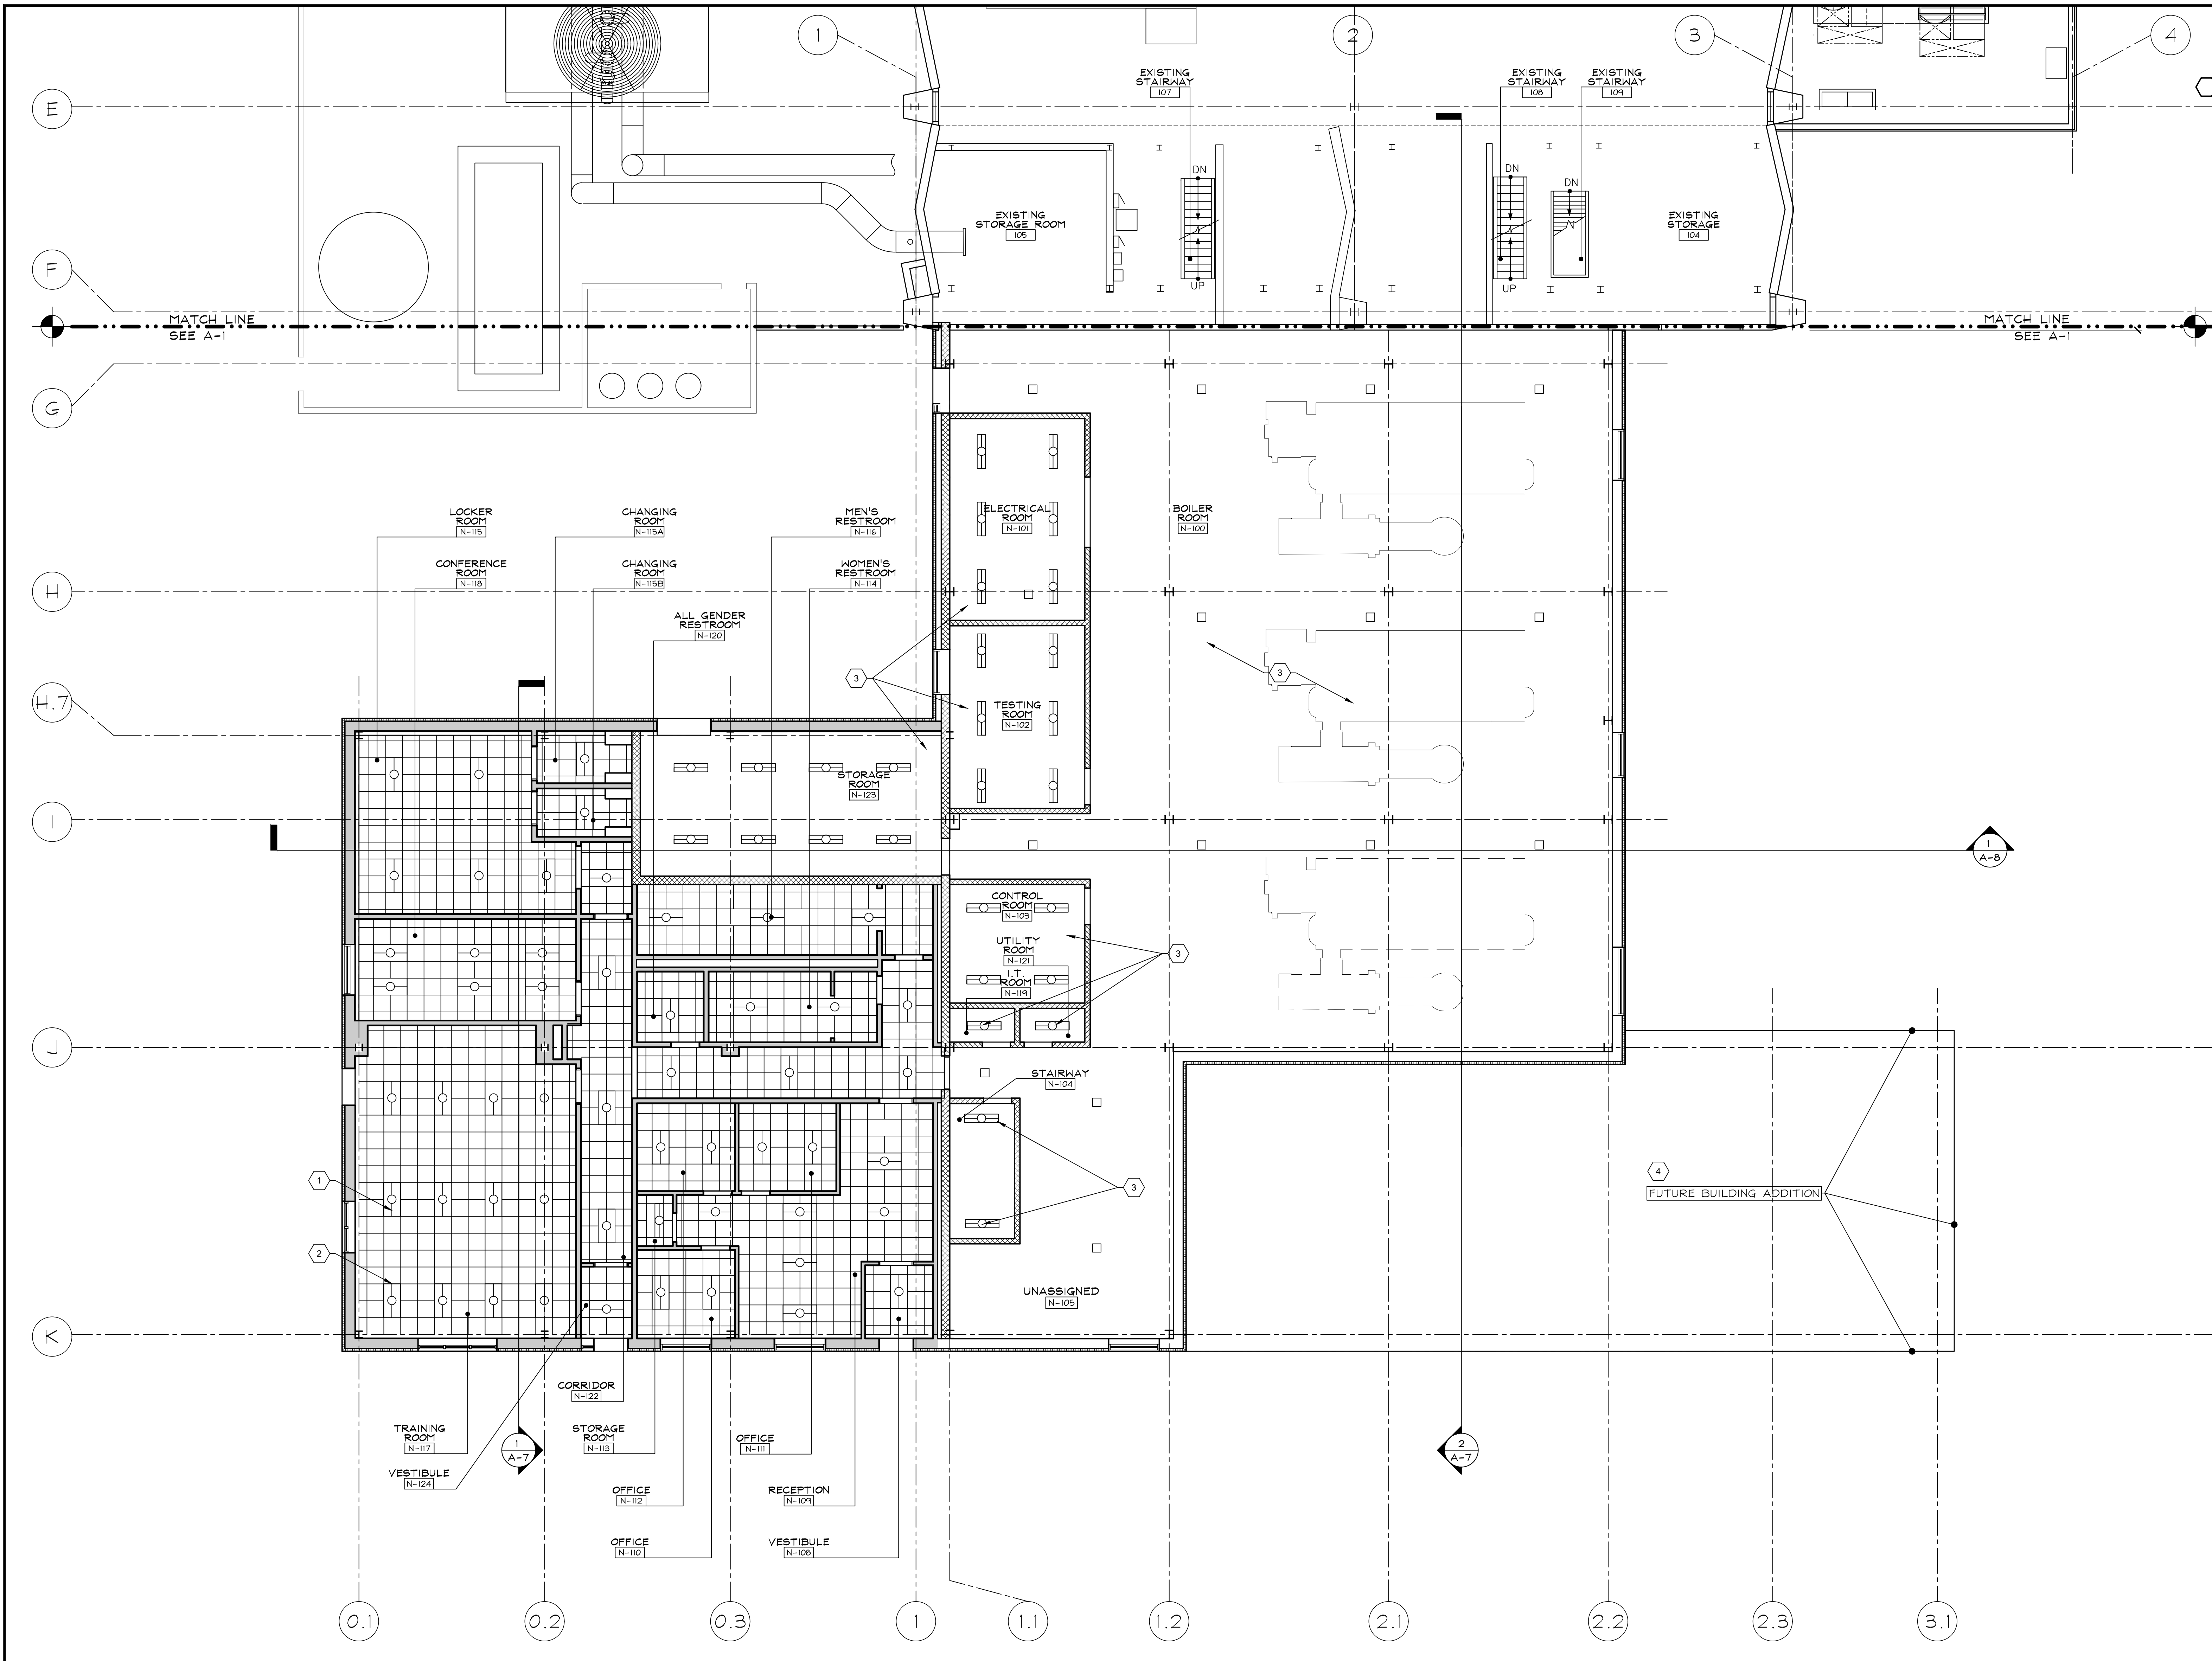 1
2
3
4
E
EXISTING
STAIRWAY
107
EXISTING
STAIRWAY
108
EXISTING
STAIRWAY
109
DN
DN
DN
EXISTING
STORAGE ROOM
105
EXISTING
STORAGE
104
UP
UP
F
MATCH LINE
SEE A-1
MATCH LINE
SEE A-1
G
LOCKER
ROOM
N-115
CHANGING
ROOM
N-115A
MEN'S
RESTROOM
N-116
ELECTRICAL
ROOM
N-101
BOILER
ROOM
N-100
CONFERENCE
ROOM
N-118
CHANGING
ROOM
N-115B
WOMEN'S
RESTROOM
N-114
H
ALL GENDER
RESTROOM
N-120
3
3
H.7
TESTING
ROOM
N-102
STORAGE
ROOM
N-123
I
1
A-8
CONTROL
ROOM
N-103
UTILITY
ROOM
N-121
3
I.T.
ROOM
N-119
J
STAIRWAY
N-104
1
3
4
FUTURE BUILDING ADDITION
2
UNASSIGNED
N-105
K
CORRIDOR
N-122
TRAINING
ROOM
N-117
1
A-7
STORAGE
ROOM
N-113
OFFICE
N-111
2
A-7
VESTIBULE
N-124
OFFICE
N-112
RECEPTION
N-109
OFFICE
N-110
VESTIBULE
N-108
0.1
0.2
0.3
1
1.1
1.2
2.1
2.2
2.3
3.1